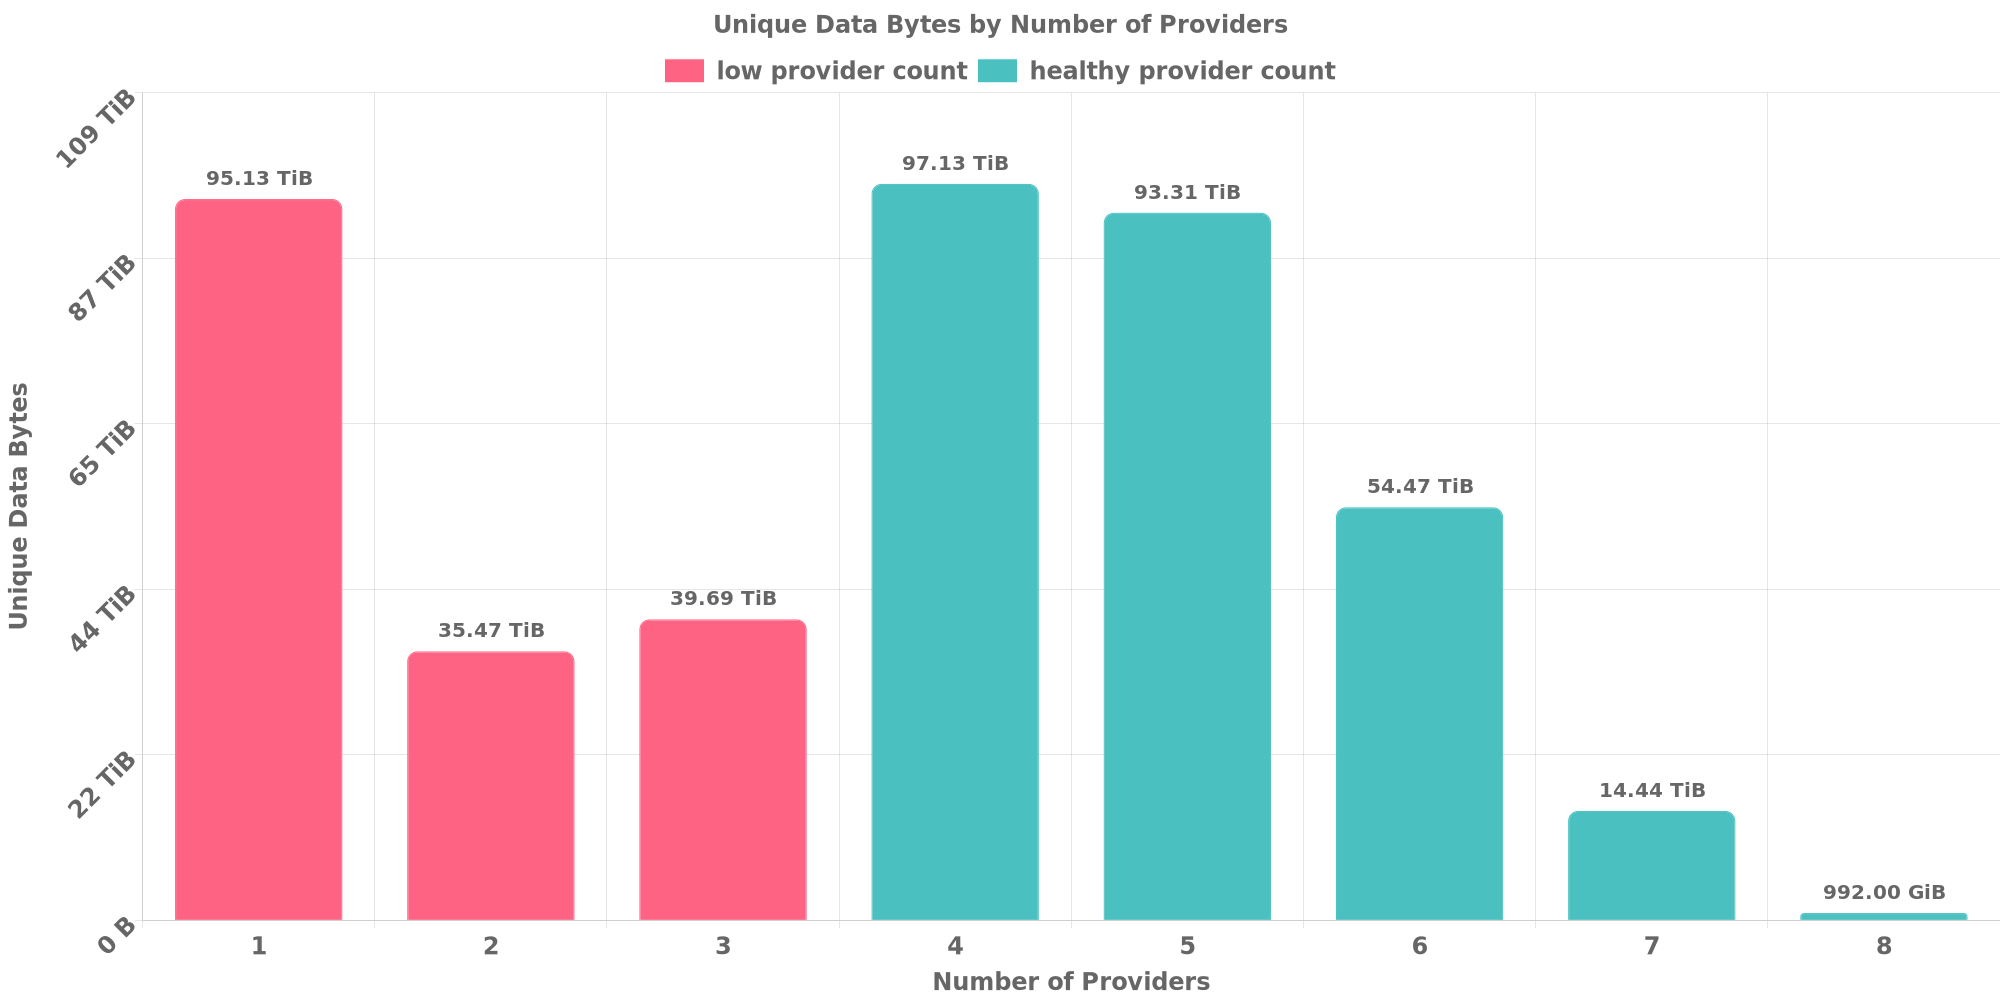 Unique Data Bytes by Number of Providers
low provider count healthy provider count
109 TiB
87 TiB
65 TiB
44 TiB
22 TiB
0 B
Unique Data Bytes
95.13 TiB
35.47 TiB
39.69 TiB
97.13 TiB
93.31 TiB
54.47 TiB
14.44 TiB
992.00 GiB
1 2 3 4 5 6 7 8
Number of Providers